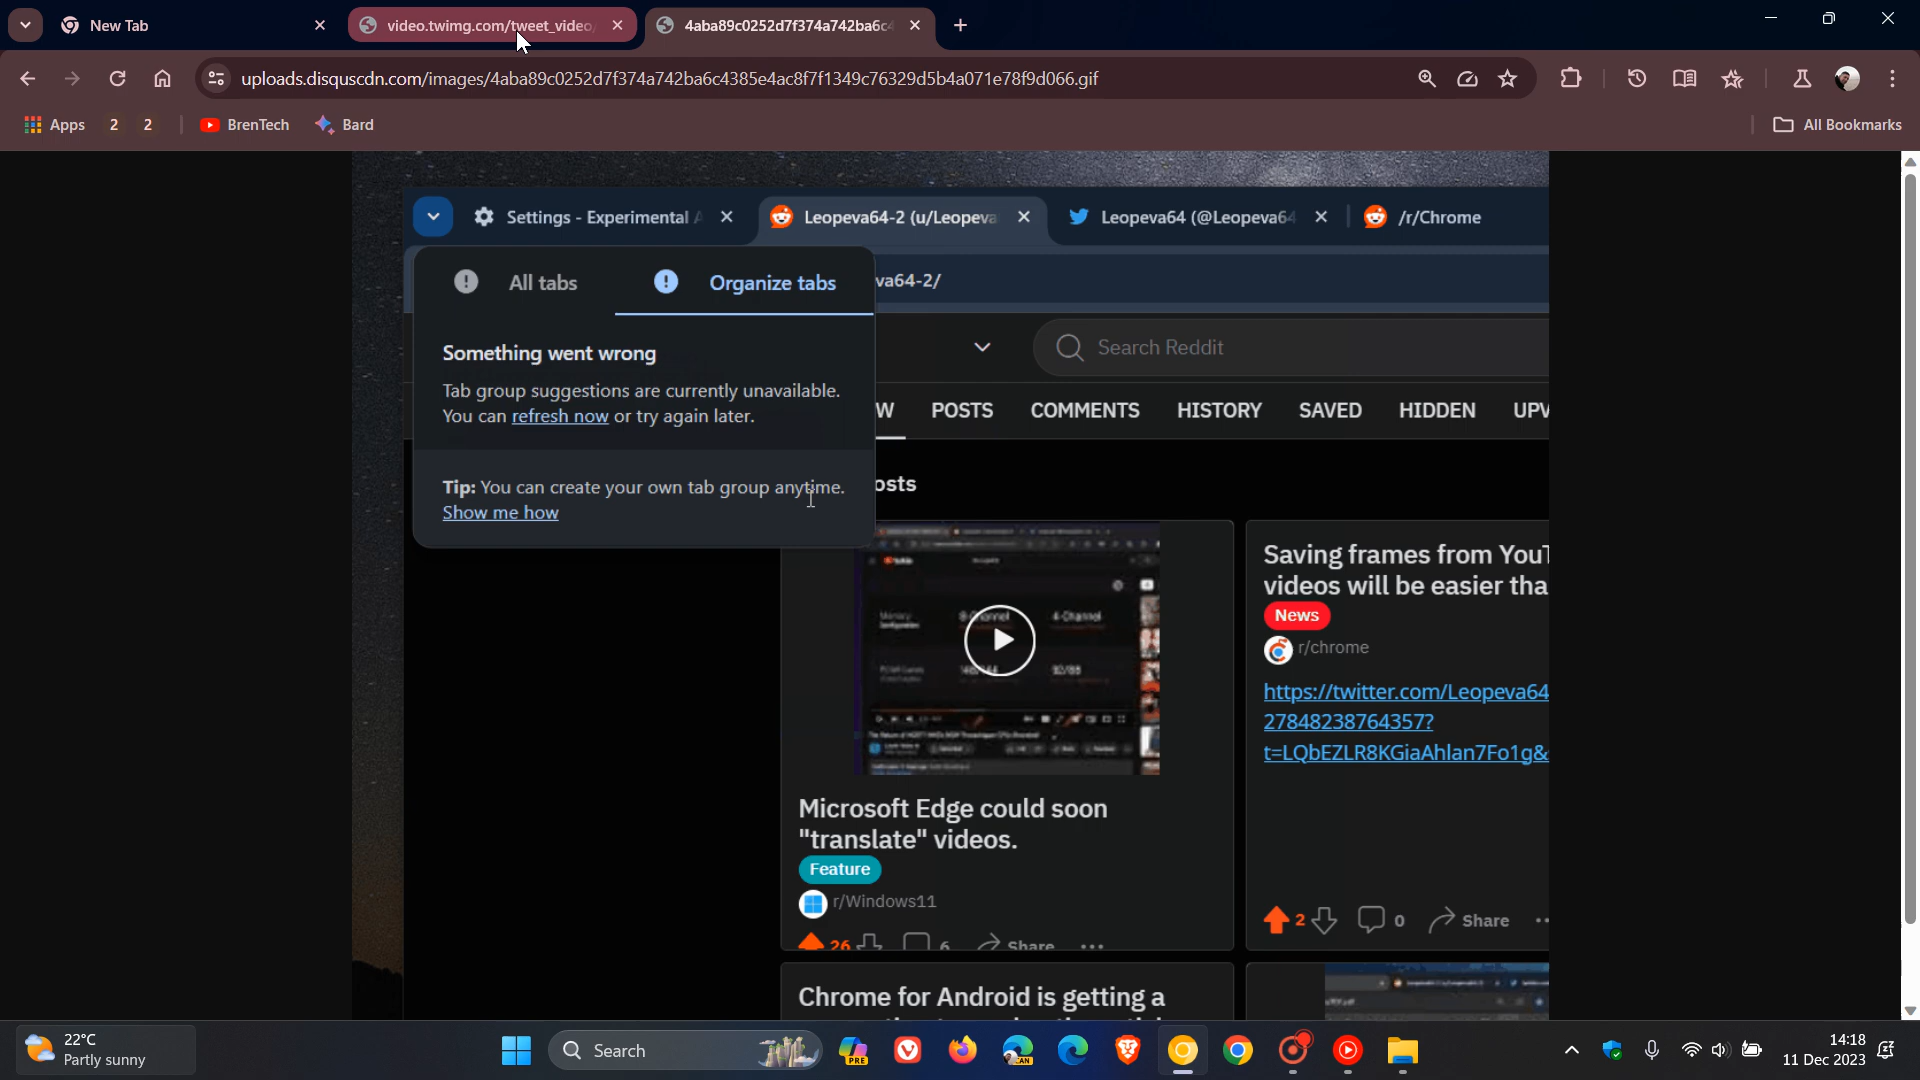 New Tab
video.twimg.com/tweet_video/
4aba89c0252d7f374a742ba6c4
uploads.disquscdn.com/images/4aba89c0252d7f374a742ba6c4385e4ac8f7f1349c76329d5b4a071e78f9d066.gif
Apps 2 2 BrenTech Bard All Bookmarks
Settings - Experimental A Leopeva64-2 (u/Leopeva Leopeva64 (@Leopeva64 /r/Chrome
All tabs Organize tabs va64-2/
Something went wrong
Search Reddit
Tab group suggestions are currently unavailable.
You can refresh now or try again later.
W POSTS COMMENTS HISTORY SAVED HIDDEN UPV
Tip: You can create your own tab group anytime.
Show me how
osts
Saving frames from YouT
videos will be easier tha
News
r/chrome
https://twitter.com/Leopeva64
27848238764357?
t=LQbEZLR8KGiaAhlan7Fo1g&
Microsoft Edge could soon
"translate" videos.
Feature
r/Windows11
26 6 Share
2 0 Share
Chrome for Android is getting a
22°C
Partly sunny
Search
PRE
CAN
14:18
11 Dec 2023